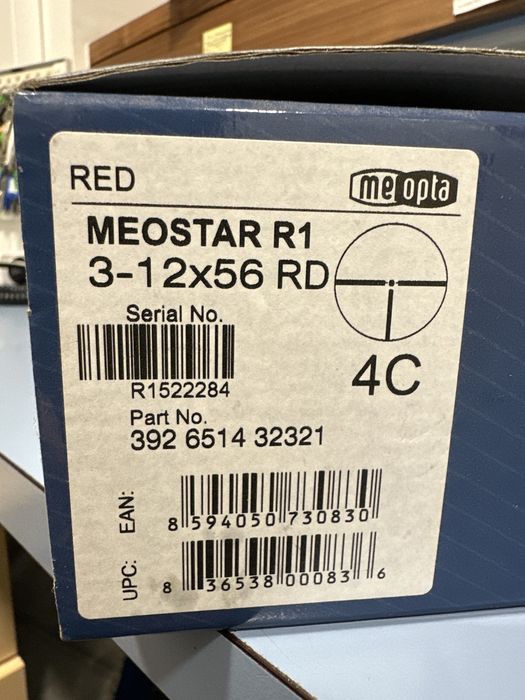 RED
meopta
MEOSTAR R1
3-12x56 RD
Serial No.
R1522284
4C
Part No.
392 6514 32321
EAN:
8 594050 730830
UPC:
8 36538 00083 6